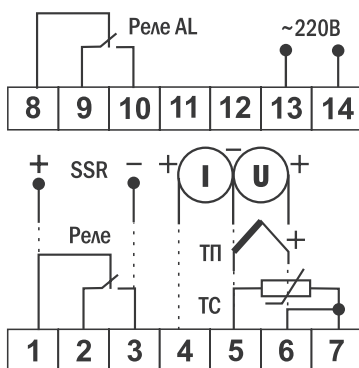 Реле AL
~220В
8 9 10 11 12 13 14
+ SSR − + I − U +
Реле
ТП +
ТС
1 2 3 4 5 6 7